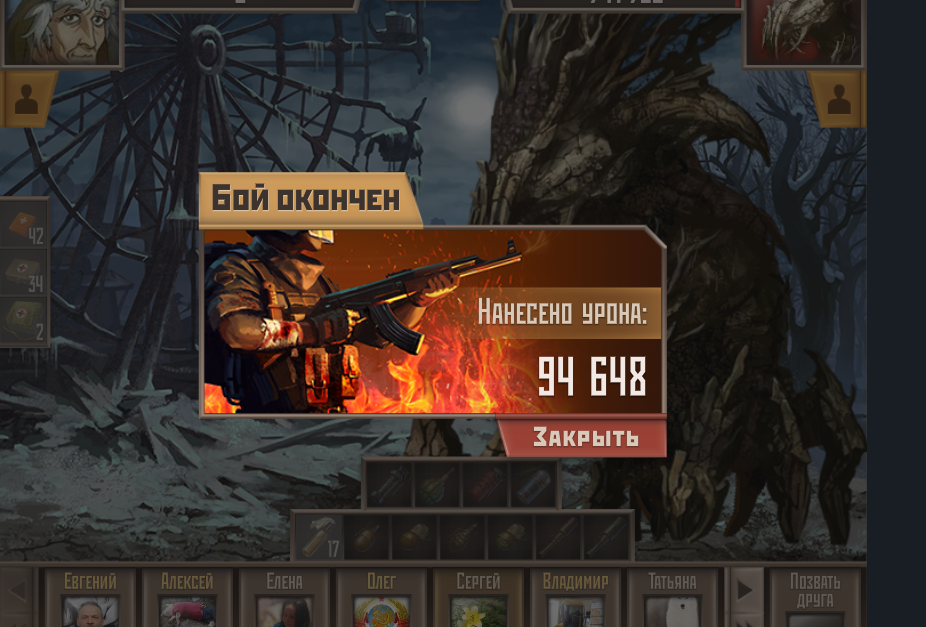 Бой окончен
42
34
2
Нанесено урона:
94 648
Закрыть
17
Евгений
Алексей
Елена
Олег
Сергей
Владимир
Татьяна
Позвать
друга